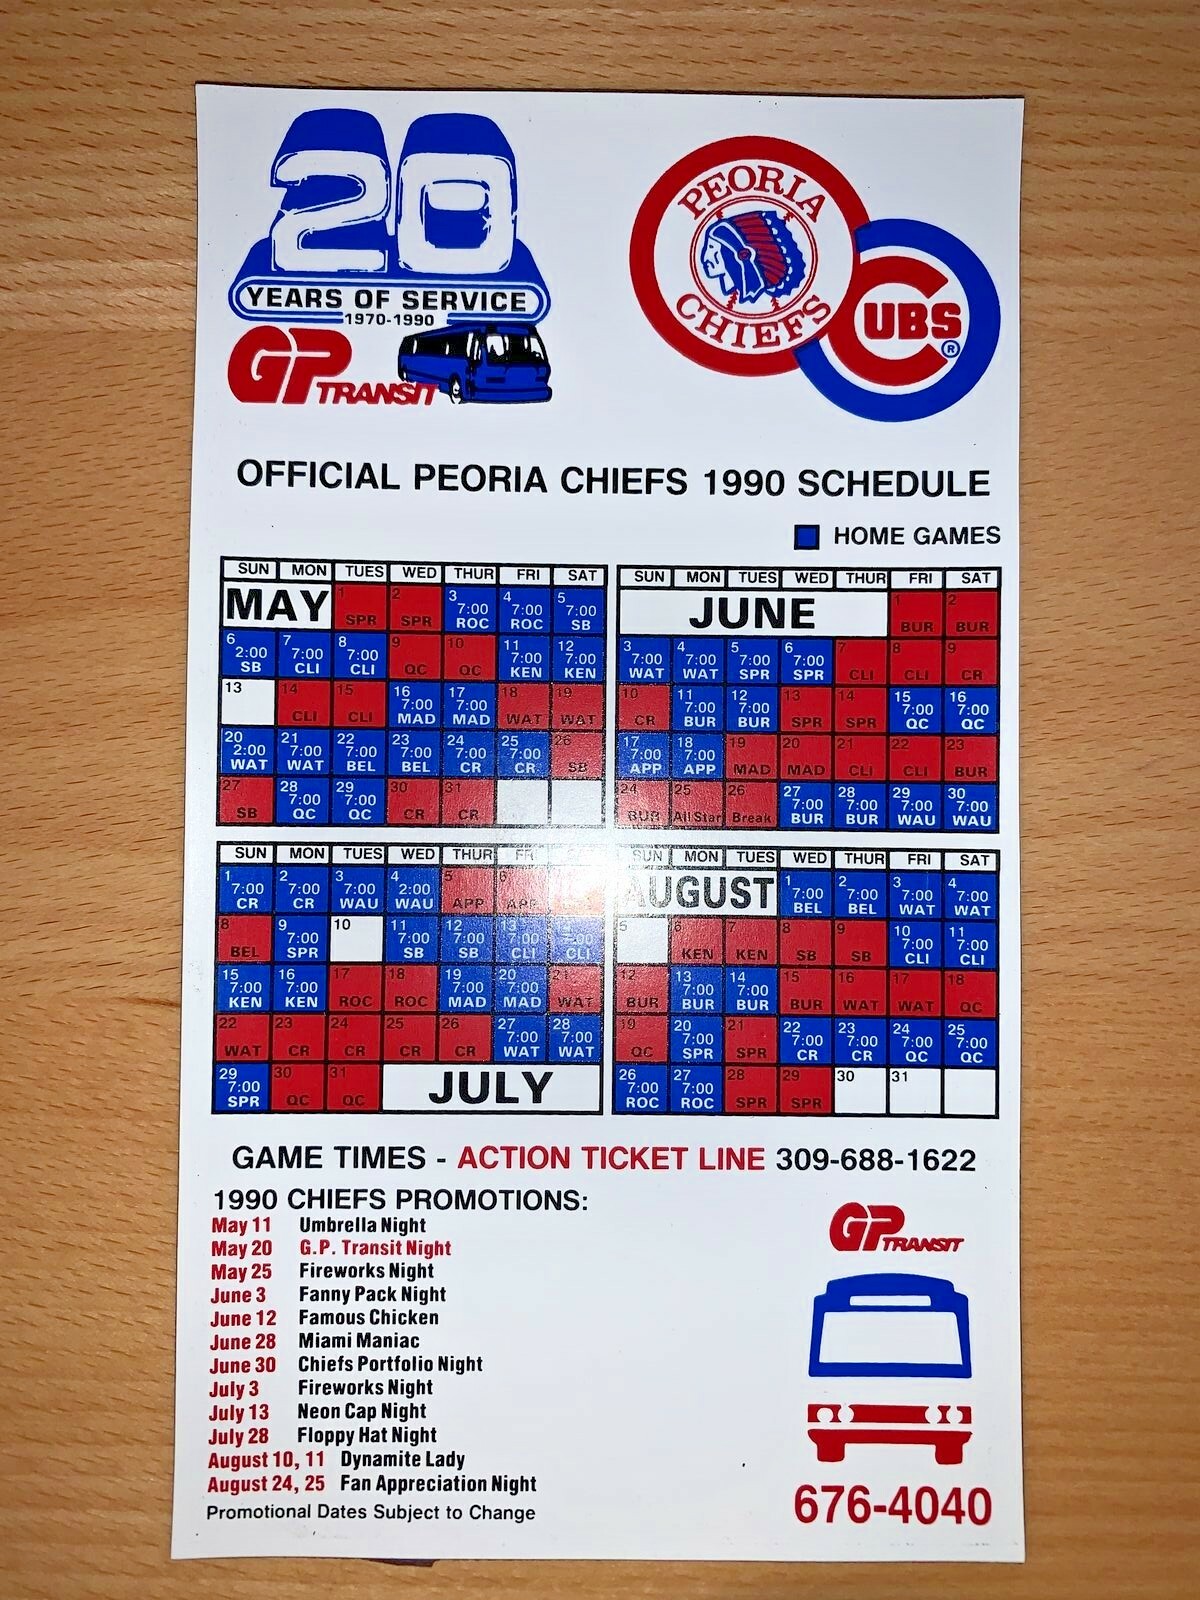 20
YEARS OF SERVICE
1970-1990
GP TRANSIT
PEORIA CHIEFS
CUBS ®
OFFICIAL PEORIA CHIEFS 1990 SCHEDULE
HOME GAMES
SUN MON TUES WED THUR FRI SAT
MAY
1 SPR 2 SPR 3 7:00 ROC 4 7:00 ROC 5 7:00 SB
6 2:00 SB 7 7:00 CLI 8 7:00 CLI 9 QC 10 QC 11 7:00 KEN 12 7:00 KEN
13 14 CLI 15 CLI 16 7:00 MAD 17 7:00 MAD 18 WAT 19 WAT
20 2:00 WAT 21 7:00 WAT 22 7:00 BEL 23 7:00 BEL 24 7:00 CR 25 7:00 CR 26 SB
27 SB 28 7:00 QC 29 7:00 QC 30 CR 31 CR
SUN MON TUES WED THUR FRI SAT
JUNE
1 BUR 2 BUR
3 7:00 WAT 4 7:00 WAT 5 7:00 SPR 6 7:00 SPR 7 CLI 8 CLI 9 CR
10 CR 11 7:00 BUR 12 7:00 BUR 13 SPR 14 SPR 15 7:00 QC 16 7:00 QC
17 7:00 APP 18 7:00 APP 19 MAD 20 MAD 21 CLI 22 CLI 23 BUR
24 BUR 25 All Star 26 Break 27 7:00 BUR 28 7:00 BUR 29 7:00 WAU 30 7:00 WAU
SUN MON TUES WED THUR FRI
1 7:00 CR 2 7:00 CR 3 7:00 WAU 4 2:00 WAU 5 APP 6 APP
8 BEL 9 7:00 SPR 10 11 7:00 SB 12 7:00 SB 13 7:00 CLI 14 7:00 CLI
15 7:00 KEN 16 7:00 KEN 17 ROC 18 ROC 19 7:00 MAD 20 7:00 MAD 21 WAT
22 WAT 23 CR 24 CR 25 CR 26 CR 27 7:00 WAT 28 7:00 WAT
29 7:00 SPR 30 QC 31 QC
JULY
SUN MON TUES WED THUR FRI SAT
AUGUST
1 7:00 BEL 2 7:00 BEL 3 7:00 WAT 4 7:00 WAT
5 6 KEN 7 KEN 8 SB 9 SB 10 7:00 CLI 11 7:00 CLI
12 BUR 13 7:00 BUR 14 7:00 BUR 15 BUR 16 WAT 17 WAT 18 QC
19 QC 20 7:00 SPR 21 SPR 22 7:00 CR 23 7:00 CR 24 7:00 QC 25 7:00 QC
26 7:00 ROC 27 7:00 ROC 28 SPR 29 SPR 30 31
GAME TIMES - ACTION TICKET LINE 309-688-1622
1990 CHIEFS PROMOTIONS:
May 11 Umbrella Night
May 20 G.P. Transit Night
May 25 Fireworks Night
June 3 Fanny Pack Night
June 12 Famous Chicken
June 28 Miami Maniac
June 30 Chiefs Portfolio Night
July 3 Fireworks Night
July 13 Neon Cap Night
July 28 Floppy Hat Night
August 10, 11 Dynamite Lady
August 24, 25 Fan Appreciation Night
Promotional Dates Subject to Change
GP TRANSIT
676-4040